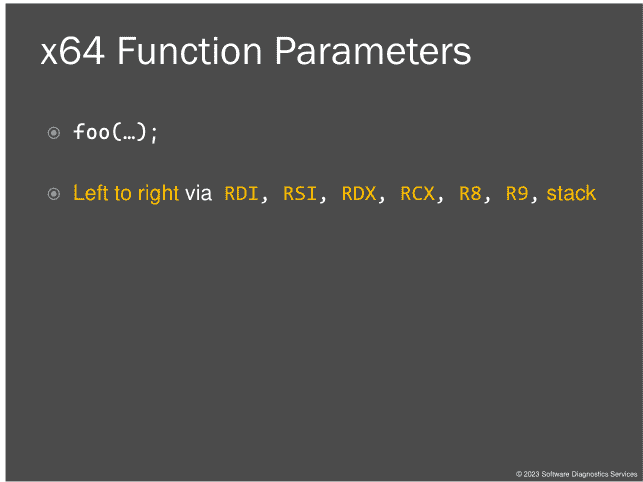 x64 Function Parameters
foo(…);
Left to right via RDI, RSI, RDX, RCX, R8, R9, stack
© 2023 Software Diagnostics Services